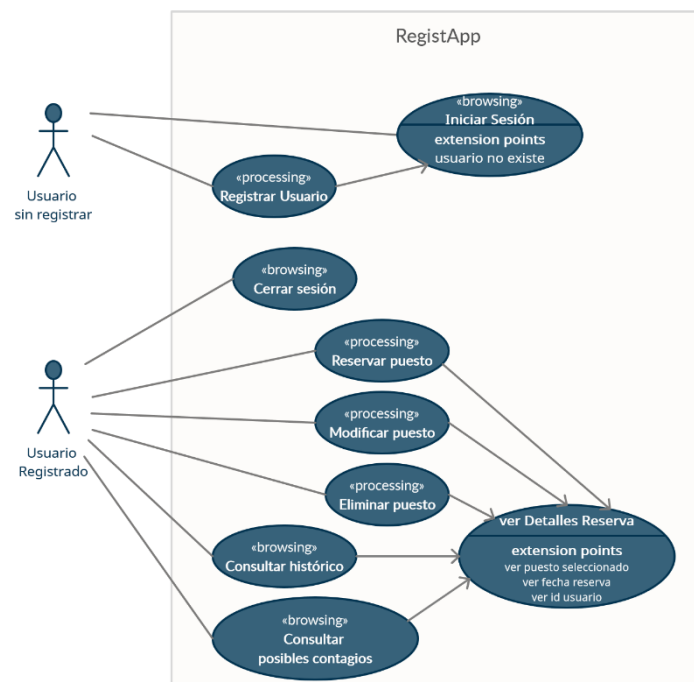 RegistApp
«browsing»
Iniciar Sesión
extension points
usuario no existe
Usuario
sin registrar
«processing»
Registrar Usuario
«browsing»
Cerrar sesión
«processing»
Reservar puesto
Usuario
Registrado
«processing»
Modificar puesto
«processing»
Eliminar puesto
ver Detalles Reserva
extension points
ver puesto seleccionado
ver fecha reserva
ver id usuario
«browsing»
Consultar histórico
«browsing»
Consultar
posibles contagios